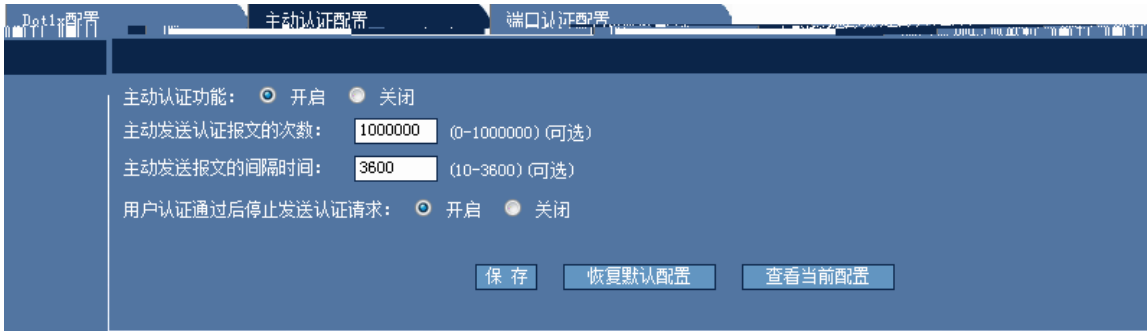 Dot1x配置 主动认证配置 端口认证配置
主动认证功能： 开启 关闭
主动发送认证报文的次数： 1000000 (0-1000000)(可选)
主动发送报文的间隔时间： 3600 (10-3600)(可选)
用户认证通过后停止发送认证请求： 开启 关闭
保 存 恢复默认配置 查看当前配置